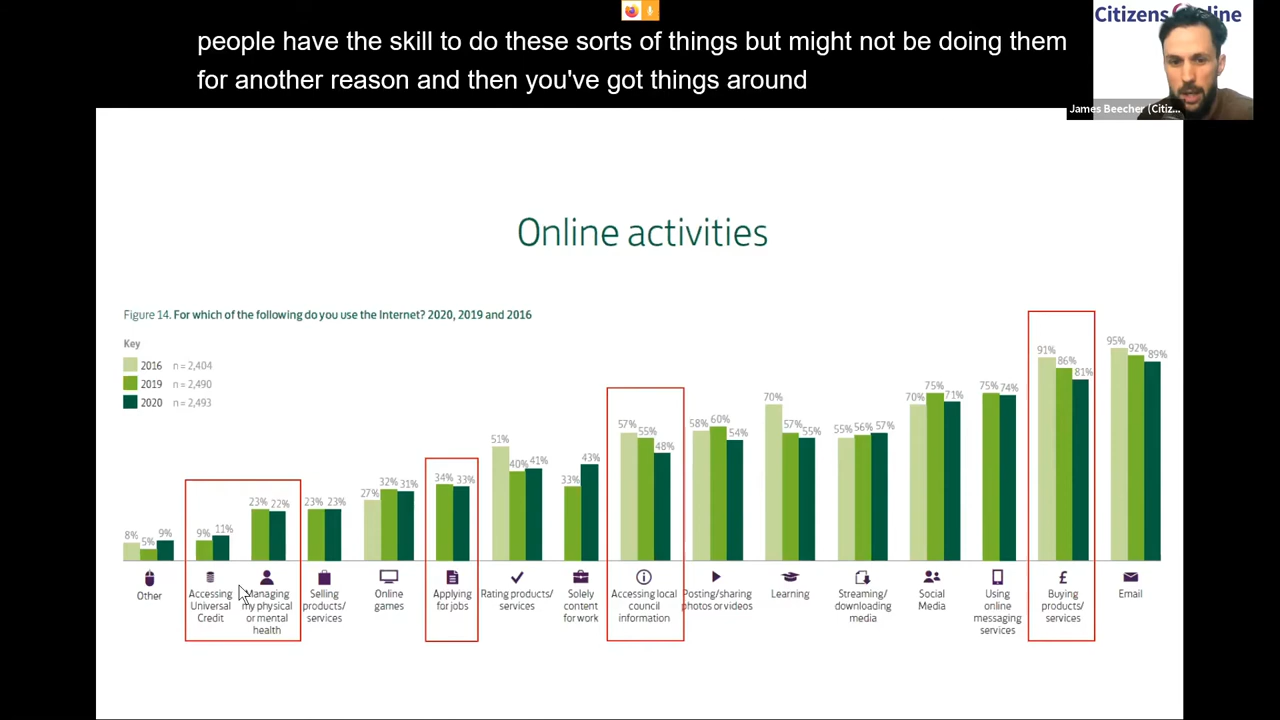 people have the skill to do these sorts of things but might not be doing them
for another reason and then you've got things around
Citizens Online
James Beecher (Citiz...
Online activities
Figure 14. For which of the following do you use the Internet? 2020, 2019 and 2016
Key
2016 n = 2,404
2019 n = 2,490
2020 n = 2,493
8% 5% 9%
9% 11%
23% 22%
23% 23%
27% 32% 31%
34% 33%
51% 40% 41%
33% 43%
57% 55% 48%
58% 60% 54%
70% 57% 55%
55% 56% 57%
70% 75% 71%
75% 74%
91% 86% 81%
95% 92% 89%
Other
Accessing
Universal
Credit
Managing
my physical
or mental
health
Selling
products/
services
Online
games
Applying
for jobs
Rating products/
services
Solely
content
for work
Accessing local
council
information
Posting/sharing
photos or videos
Learning
Streaming/
downloading
media
Social
Media
Using
online
messaging
services
£
Buying
products/
services
Email